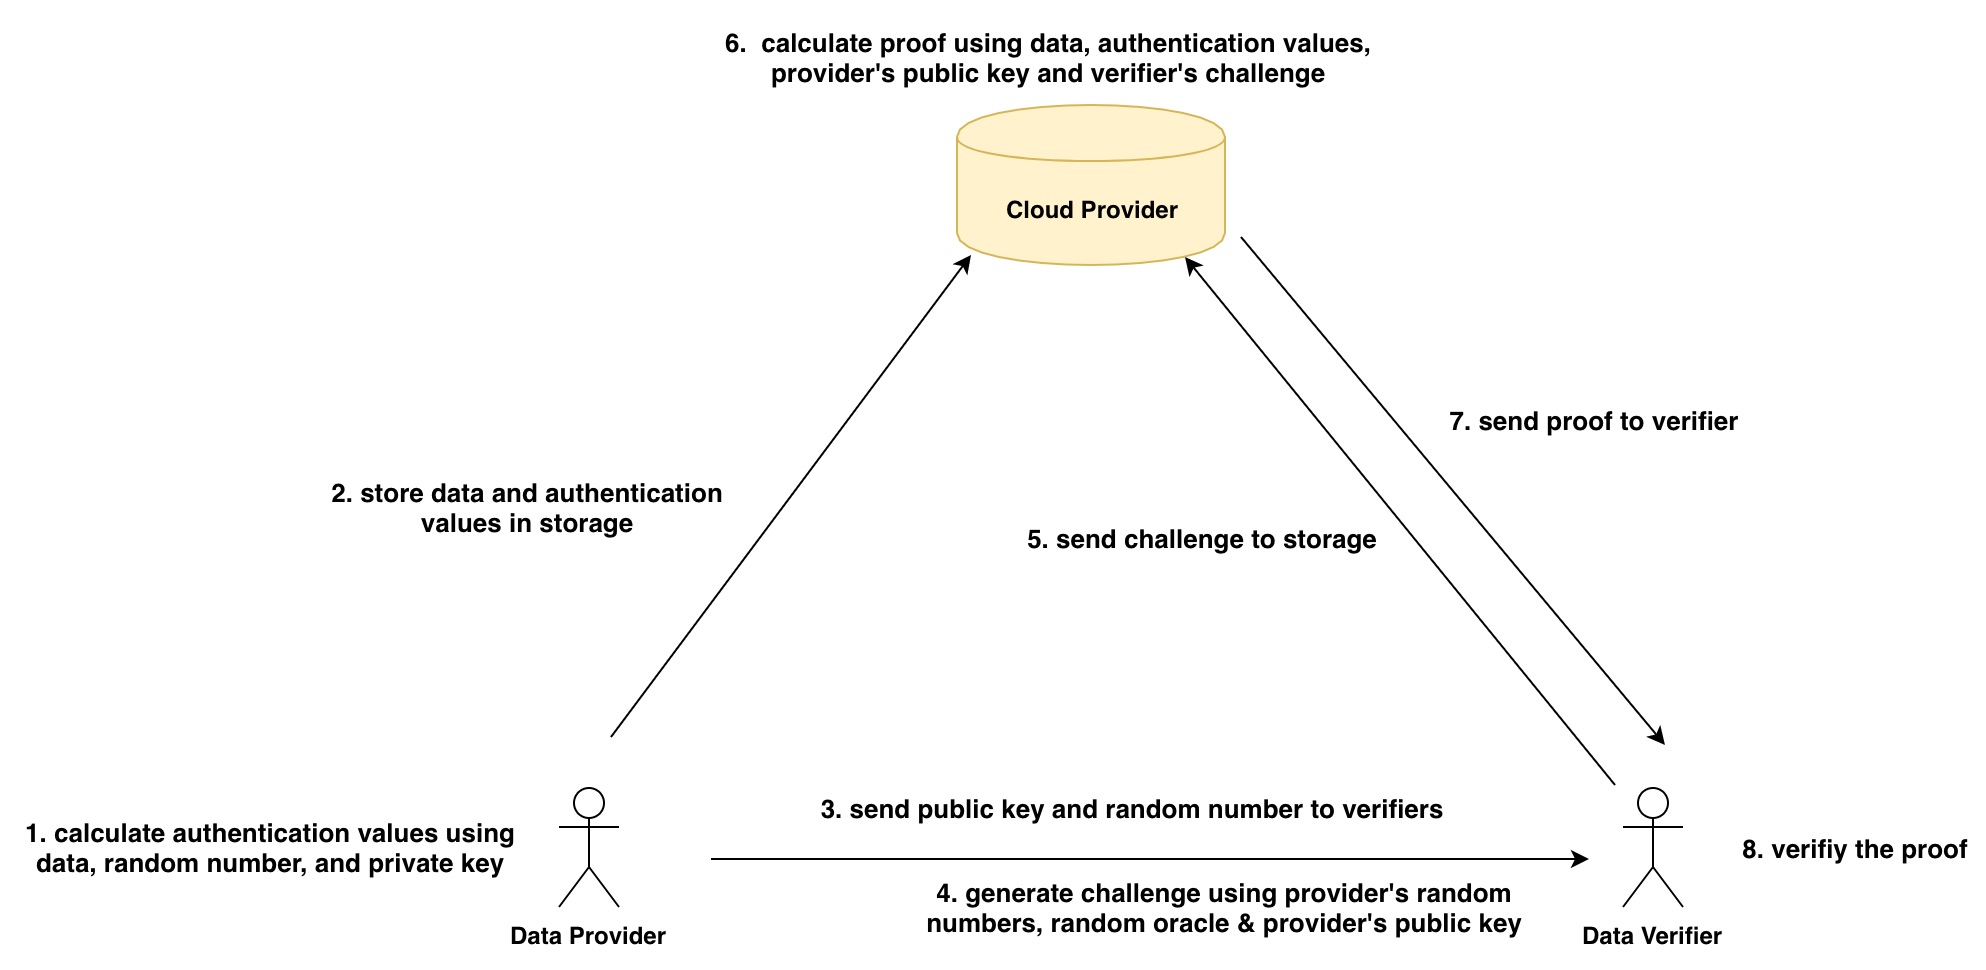 6. calculate proof using data, authentication values,
provider's public key and verifier's challenge
Cloud Provider
7. send proof to verifier
2. store data and authentication
values in storage
5. send challenge to storage
3. send public key and random number to verifiers
1. calculate authentication values using
data, random number, and private key
8. verifiy the proof
4. generate challenge using provider's random
numbers, random oracle & provider's public key
Data Provider
Data Verifier